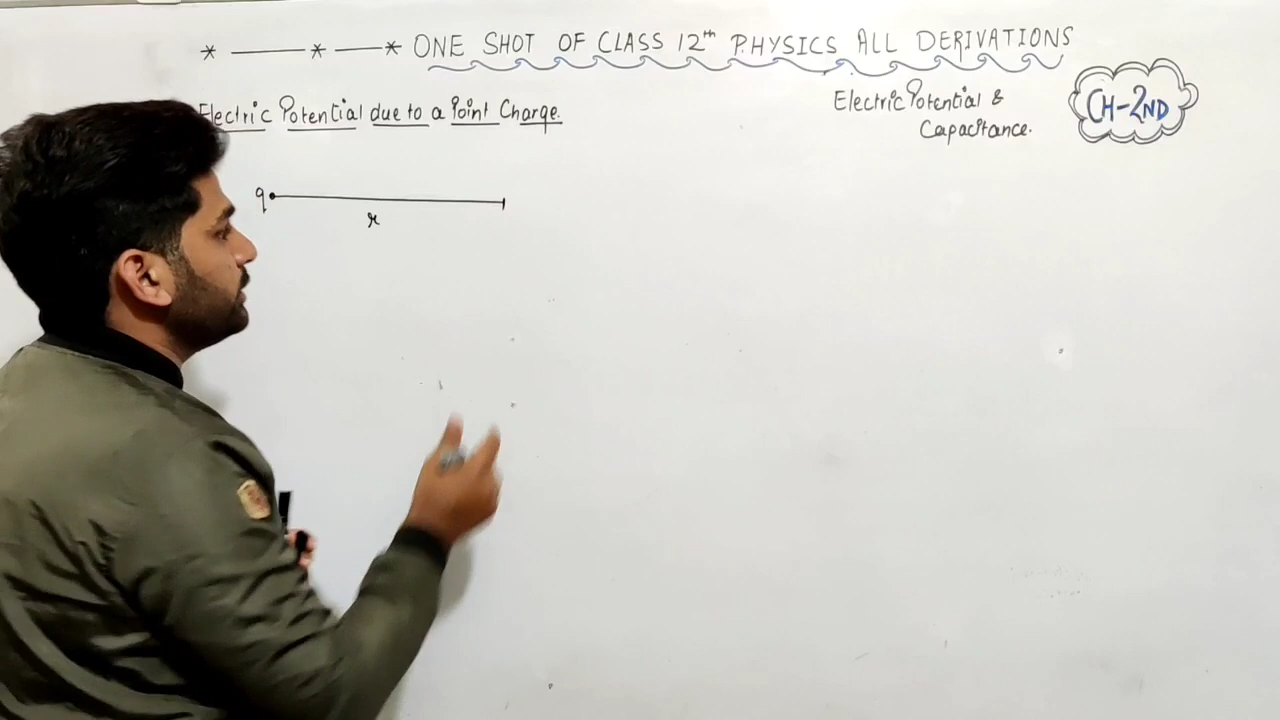 * —— * —— * ONE SHOT OF CLASS 12th PHYSICS ALL DERIVATIONS
Electric Potential due to a Point Charge.
Electric Potential &
Capacitance.
CH-2ND
q
r